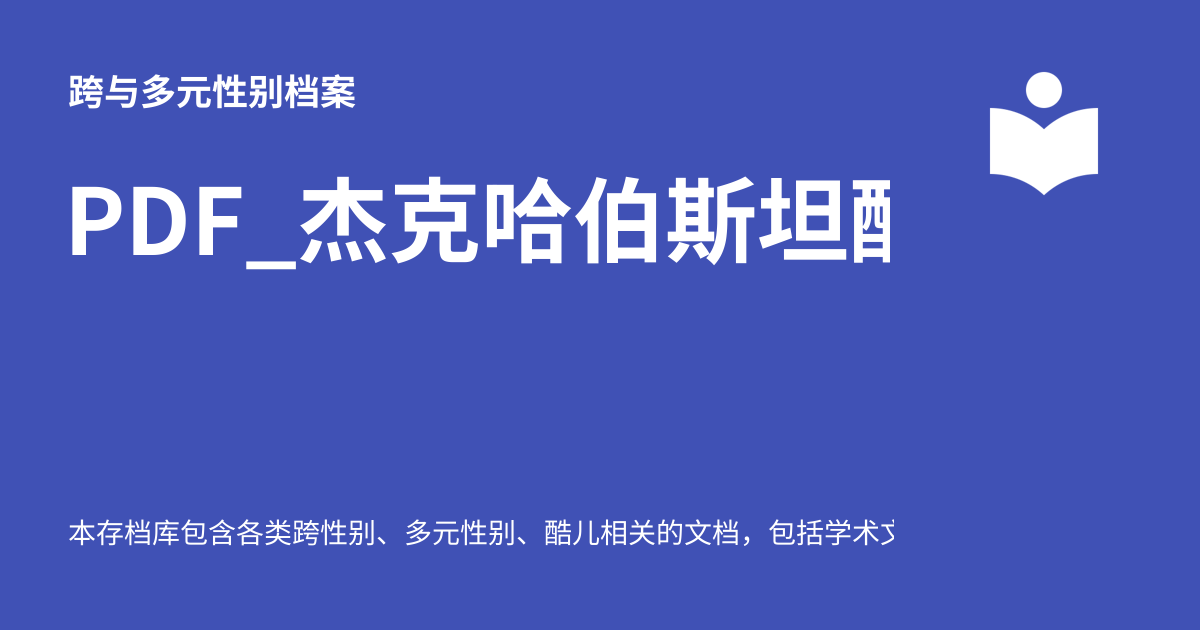 跨与多元性别档案
PDF_杰克哈伯斯坦
本存档库包含各类跨性别、多元性别、酷儿相关的文档，包括学术